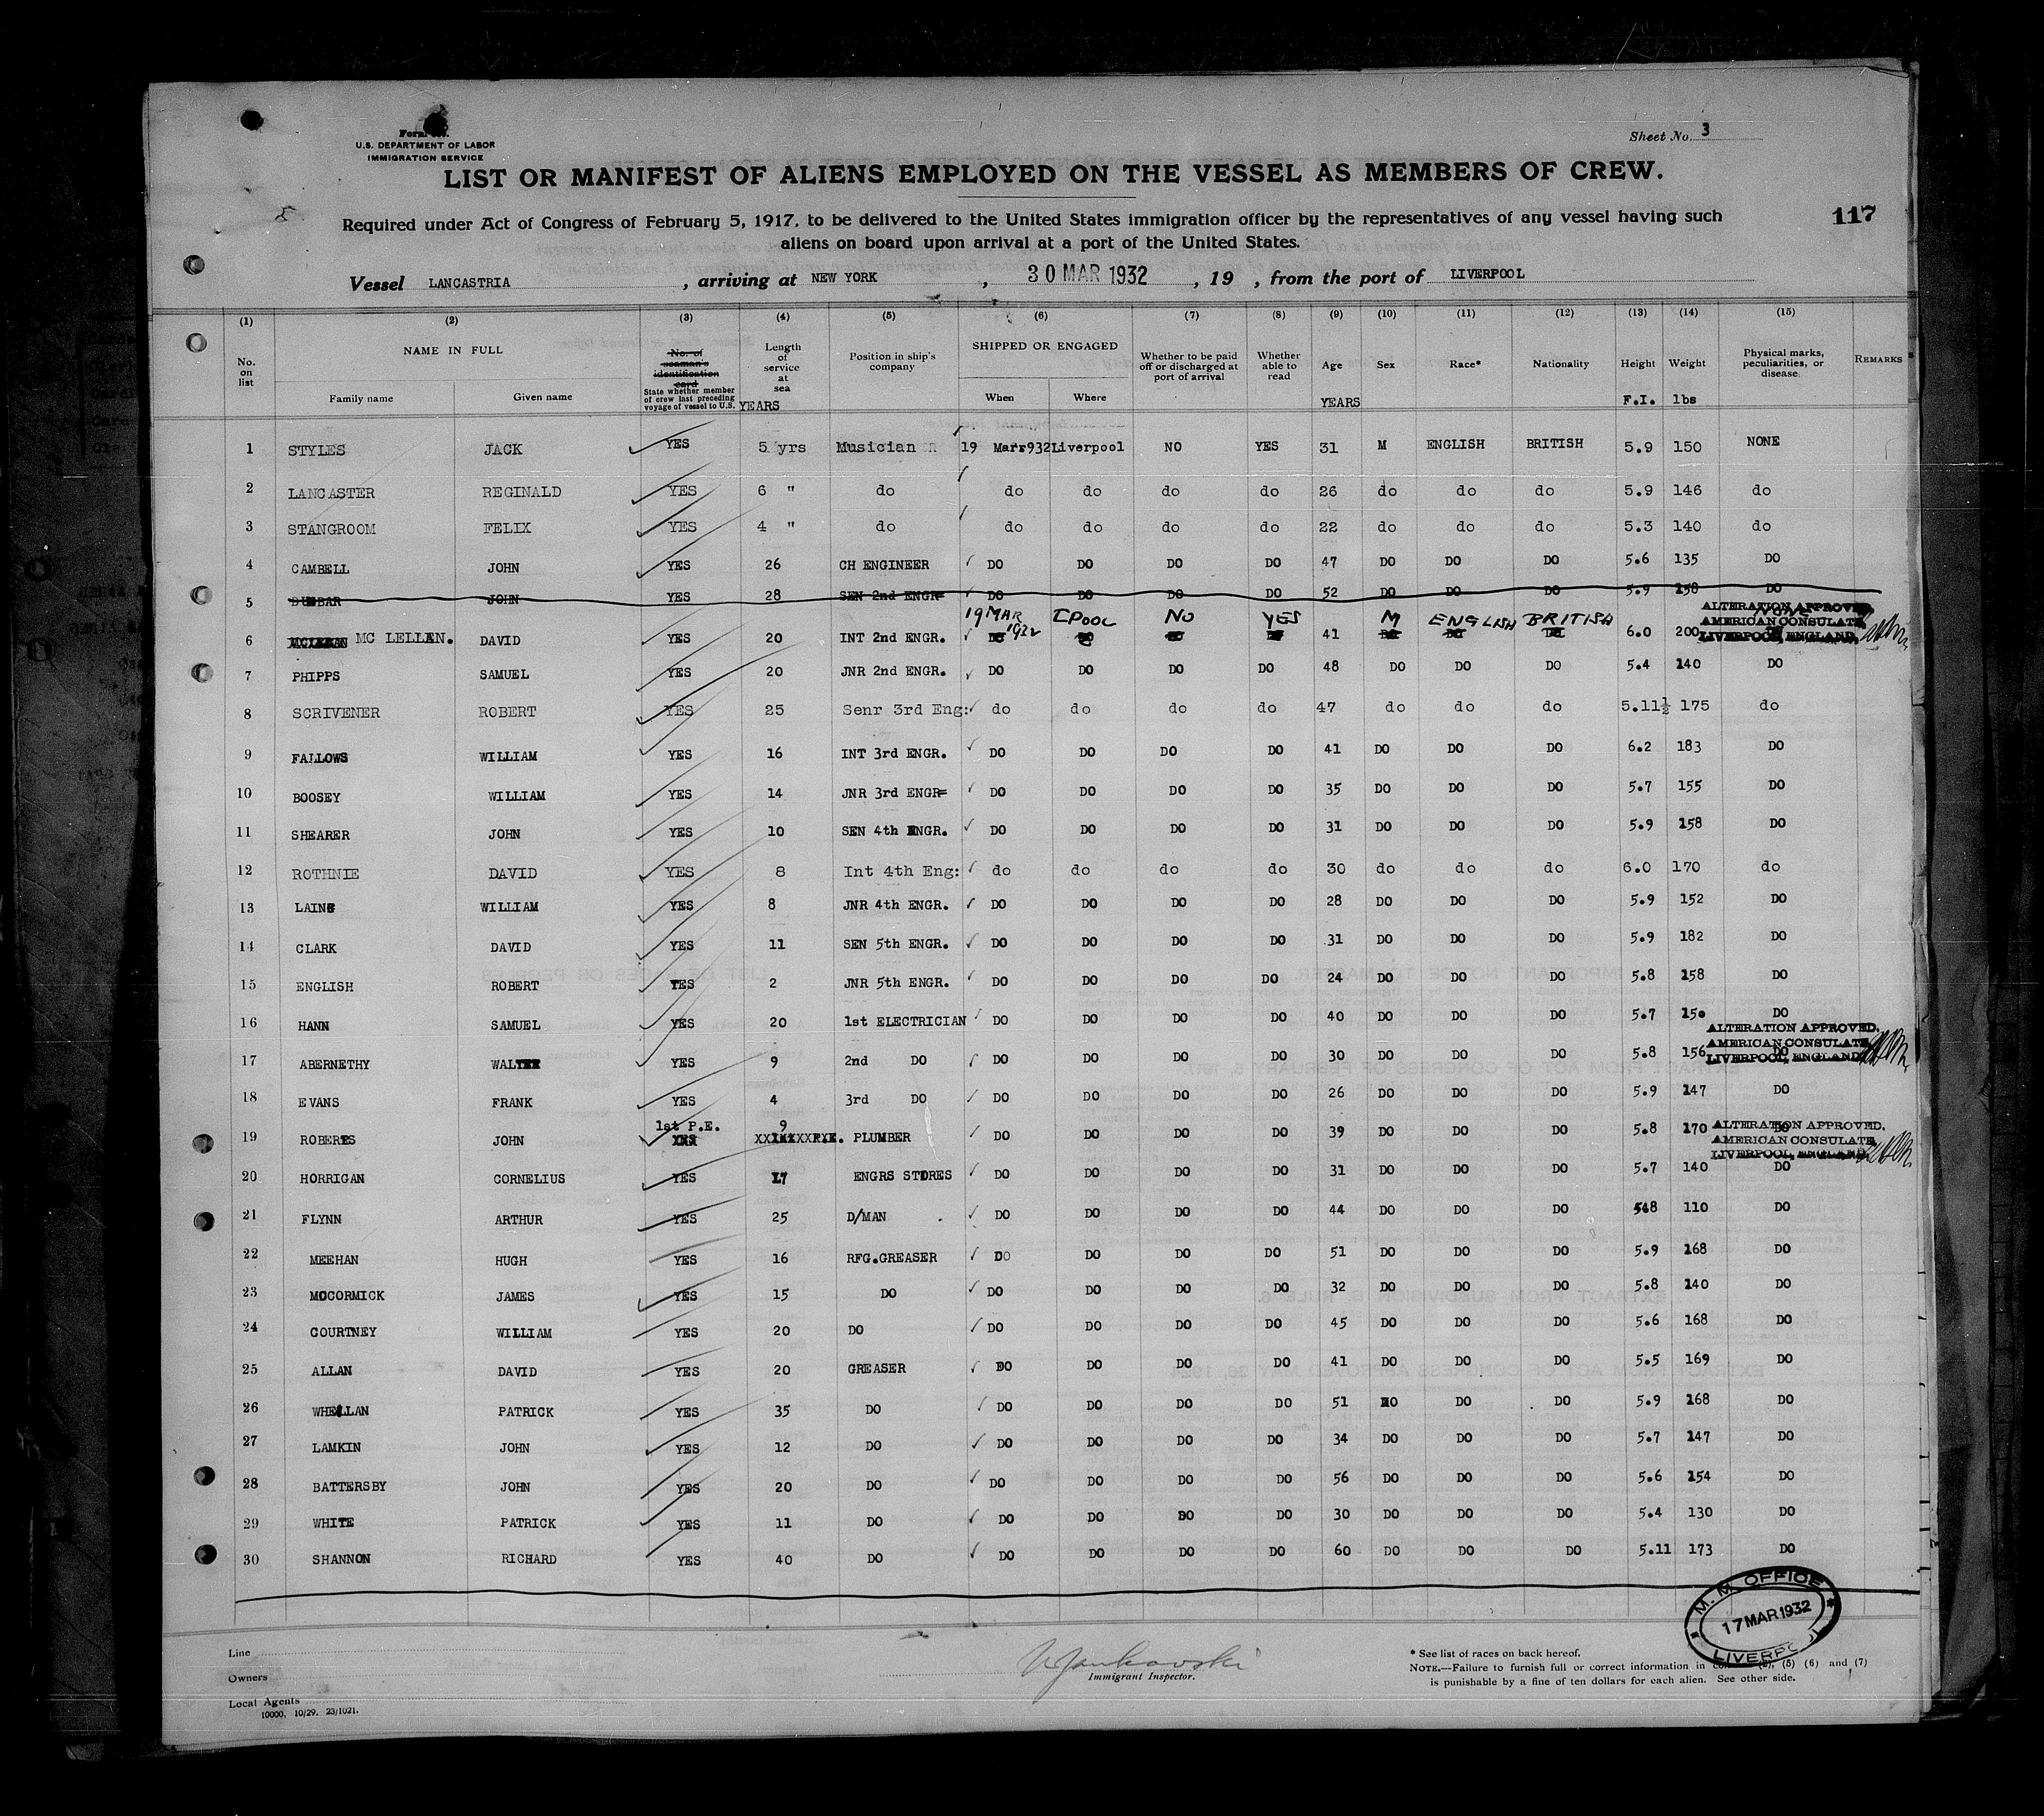 Sheet No. 3
U.S. DEPARTMENT OF LABOR
IMMIGRATION SERVICE
LIST OR MANIFEST OF ALIENS EMPLOYED ON THE VESSEL AS MEMBERS OF CREW.
117
Required under Act of Congress of February 5, 1917, to be delivered to the United States immigration officer by the representatives of any vessel having such
aliens on board upon arrival at a port of the United States.
Vessel LANCASTRIA , arriving at NEW YORK , 30 MAR 1932 , 19 , from the port of LIVERPOOL
(1) (2) (3) (4) (5) (6) (7) (8) (9) (10) (11) (12) (13) (14) (15)
No. on list NAME IN FULL Family name Given name No. of seaman's identification card State whether member of crew last preceding voyage of vessel to U.S. Length of service at sea YEARS Position in ship's company SHIPPED OR ENGAGED When Where Whether to be paid off or discharged at port of arrival Whether able to read Age YEARS Sex Race* Nationality Height F.I. Weight lbs Physical marks, peculiarities, or disease. REMARKS
1 STYLES JACK YES 5 yrs Musician 19 Marr932 Liverpool NO YES 31 M ENGLISH BRITISH 5.9 150 NONE
2 LANCASTER REGINALD YES 6 " do do do do do 26 do do do 5.9 146 do
3 STANGROOM FELIX YES 4 " do do do do do 22 do do do 5.3 140 do
4 CAMBELL JOHN YES 26 CH ENGINEER DO DO DO DO 47 DO DO DO 5.6 135 DO
5 DUNBAR JOHN YES 28 SEN 2nd ENGR DO DO DO DO 52 DO DO DO 5.9 158 DO
19 MAR 1932 LPOOL NO YES M ENGLISH BRITISH NONE
ALTERATION APPROVED.
AMERICAN CONSULATE
LIVERPOOL, ENGLAND.
6 MC LELLEN. DAVID YES 20 INT 2nd ENGR. DO DO DO DO 41 DO DO DO 6.0 200
7 PHIPPS SAMUEL YES 20 JNR 2nd ENGR. DO DO DO DO 48 DO DO DO 5.4 140 DO
8 SCRIVENER ROBERT YES 25 Senr 3rd Eng: do do do do 47 do do do 5.11½ 175 do
9 FALLOWS WILLIAM YES 16 INT 3rd ENGR. DO DO DO DO 41 DO DO DO 6.2 183 DO
10 BOOSEY WILLIAM YES 14 JNR 3rd ENGR= DO DO DO DO 35 DO DO DO 5.7 155 DO
11 SHEARER JOHN YES 10 SEN 4th ENGR. DO DO DO DO 31 DO DO DO 5.9 158 DO
12 ROTHNIE DAVID YES 8 Int 4th Eng: do do do do 30 do do do 6.0 170 do
13 LAING WILLIAM YES 8 JNR 4th ENGR. DO DO DO DO 28 DO DO DO 5.9 152 DO
14 CLARK DAVID YES 11 SEN 5th ENGR. DO DO DO DO 31 DO DO DO 5.9 182 DO
15 ENGLISH ROBERT YES 2 JNR 5th ENGR. DO DO DO DO 24 DO DO DO 5.8 158 DO
16 HANN SAMUEL YES 20 1st ELECTRICIAN DO DO DO DO 40 DO DO DO 5.7 150 DO
ALTERATION APPROVED.
AMERICAN CONSULATE
LIVERPOOL, ENGLAND
17 ABERNETHY WALTER YES 9 2nd DO DO DO DO DO 30 DO DO DO 5.8 156 DO
18 EVANS FRANK YES 4 3rd DO DO DO DO DO 26 DO DO DO 5.9 147 DO
1st P.E. 9
19 ROBERTS JOHN PLUMBER DO DO DO DO 39 DO DO DO 5.8 170 DO
ALTERATION APPROVED.
AMERICAN CONSULATE
LIVERPOOL, ENGLAND
20 HORRIGAN CORNELIUS YES 17 ENGRS STORES DO DO DO DO 31 DO DO DO 5.7 140 DO
21 FLYNN ARTHUR YES 25 D/MAN . DO DO DO DO 44 DO DO DO 548 110 DO
22 MEEHAN HUGH YES 16 RFG.GREASER DO DO DO DO 51 DO DO DO 5.9 168 DO
23 MCCORMICK JAMES YES 15 DO DO DO DO DO 32 DO DO DO 5.8 140 DO
24 COURTNEY WILLIAM YES 20 DO DO DO DO DO 45 DO DO DO 5.6 168 DO
25 ALLAN DAVID YES 20 GREASER DO DO DO DO 41 DO DO DO 5.5 169 DO
26 WHELLAN PATRICK YES 35 DO DO DO DO DO 51 DO DO DO 5.9 168 DO
27 LAMKIN JOHN YES 12 DO DO DO DO DO 34 DO DO DO 5.7 147 DO
28 BATTERSBY JOHN YES 20 DO DO DO DO DO 56 DO DO DO 5.6 154 DO
29 WHITE PATRICK YES 11 DO DO DO DO DO 30 DO DO DO 5.4 130 DO
30 SHANNON RICHARD YES 40 DO DO DO DO DO 60 DO DO DO 5.11 173 DO
M. M. OFFICE
17 MAR 1932
Line
Owners
Local Agents
10000. 10/29. 23/1021.
Immigrant Inspector.
* See list of races on back hereof.
NOTE.—Failure to furnish full or correct information in (5) (6) and (7)
is punishable by a fine of ten dollars for each alien. See other side.